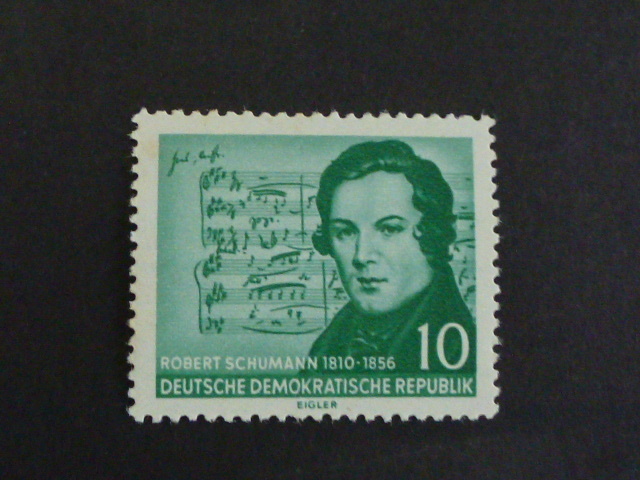 10
ROBERT SCHUMANN 1810·1856
DEUTSCHE DEMOKRATISCHE REPUBLIK
EIGLER